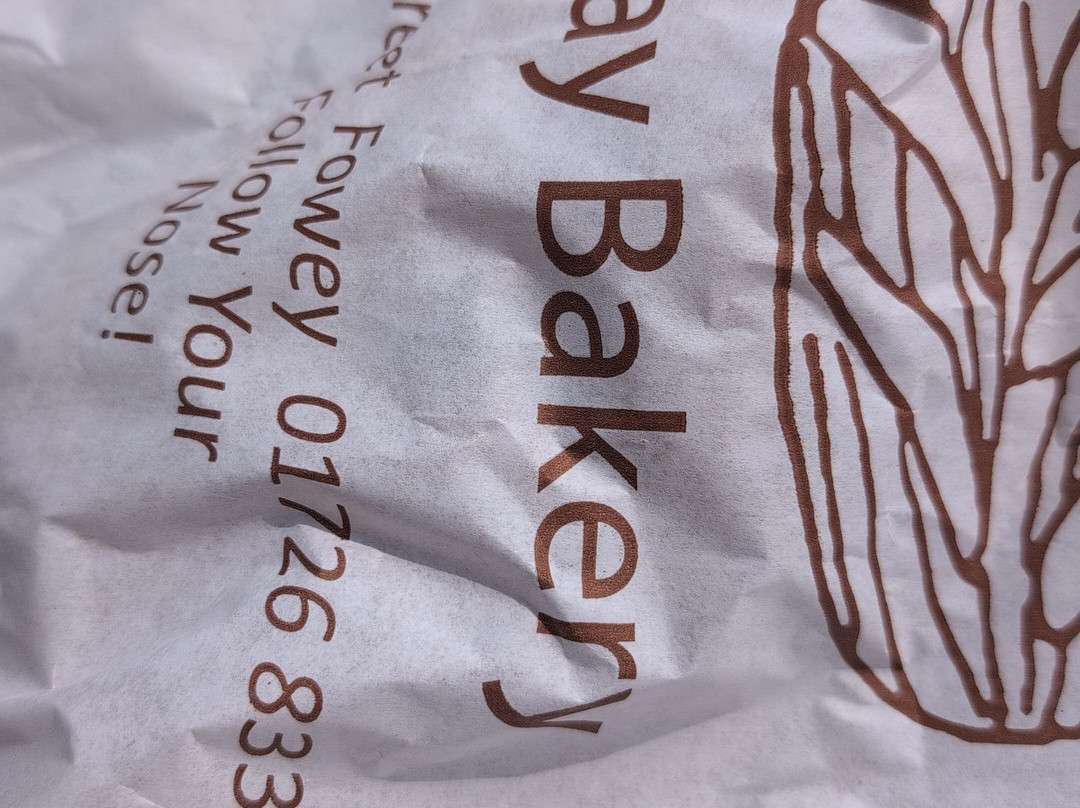 ay Bakery
reet Fowey 01726 833
Follow Your
Nose!